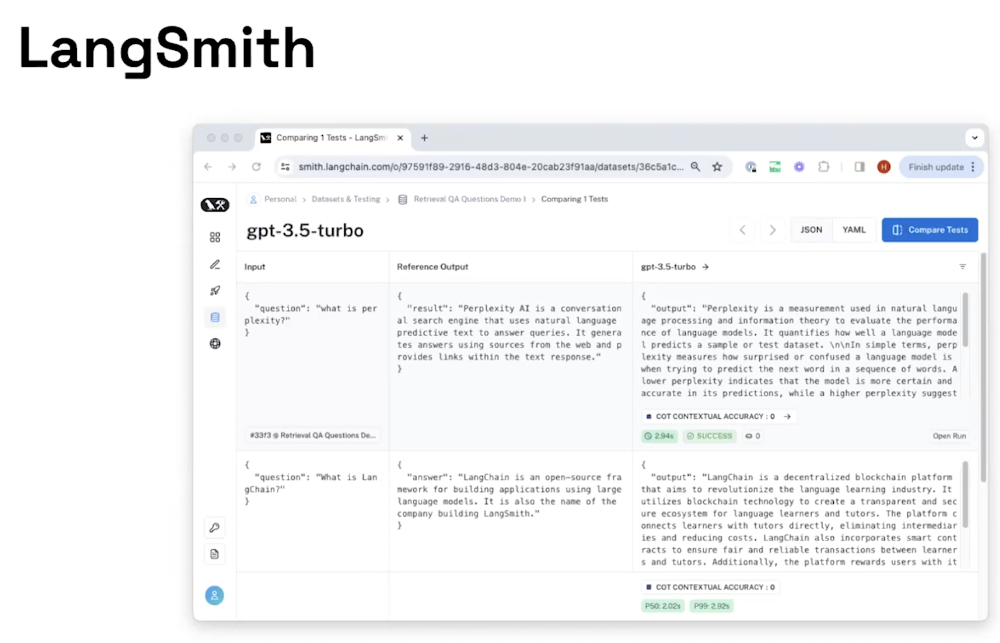 LangSmith
Comparing 1 Tests - LangSmi
smith.langchain.com/o/97591f89-2916-48d3-804e-20cab23f91aa/datasets/36c5a1c...
H
Finish update
Personal > Datasets & Testing > Retrieval QA Questions Demo 1 > Comparing 1 Tests
gpt-3.5-turbo
JSON YAML Compare Tests
Input
Reference Output
gpt-3.5-turbo →
{
"question": "what is per
plexity?"
}
#33f3 @ Retrieval QA Questions De...
{
"result": "Perplexity AI is a conversation
al search engine that uses natural language
predictive text to answer queries. It genera
tes answers using sources from the web and p
rovides links within the text response."
}
{
"output": "Perplexity is a measurement used in natural langu
age processing and information theory to evaluate the performa
nce of language models. It quantifies how well a language mode
l predicts a sample or test dataset. \n\nIn simple terms, perp
lexity measures how surprised or confused a language model is
when trying to predict the next word in a sequence of words. A
lower perplexity indicates that the model is more certain and
accurate in its predictions, while a higher perplexity suggest
COT CONTEXTUAL ACCURACY : 0 →
2.94s SUCCESS 0 Open Run
{
"question": "What is Lan
gChain?"
}
{
"answer": "LangChain is an open-source fra
mework for building applications using large
language models. It is also the name of the
company building LangSmith."
}
{
"output": "LangChain is a decentralized blockchain platform
that aims to revolutionize the language learning industry. It
utilizes blockchain technology to create a transparent and sec
ure ecosystem for language learners and tutors. The platform c
onnects learners with tutors directly, eliminating intermediar
ies and reducing costs. LangChain also incorporates smart cont
racts to ensure fair and reliable transactions between learner
s and tutors. Additionally, the platform rewards users with it
COT CONTEXTUAL ACCURACY : 0
P50: 2.02s P99: 2.92s